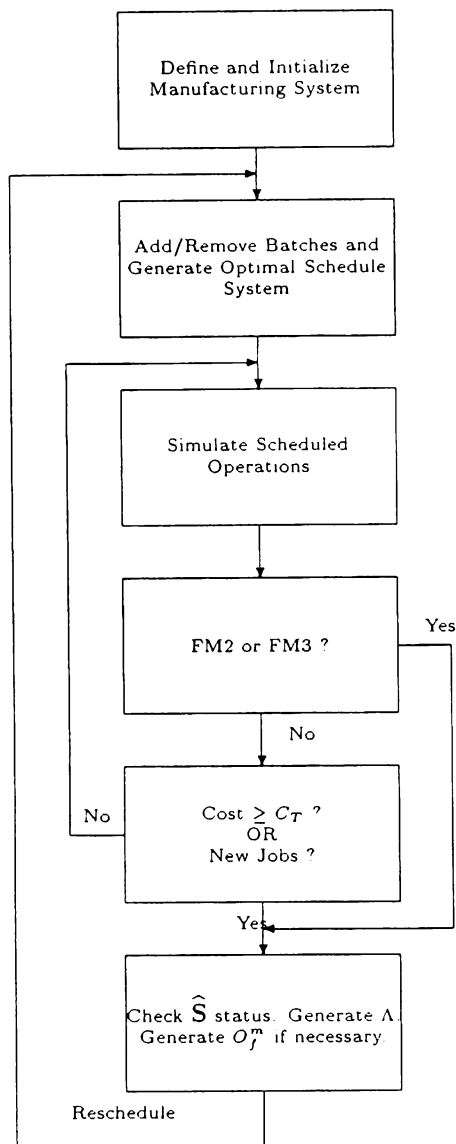 Define and Initialize
Manufacturing System
Add/Remove Batches and
Generate Optimal Schedule
System
Simulate Scheduled
Operations
FM2 or FM3 ?
Yes
No
Cost ≥ C_T ?
OR
New Jobs ?
No
Yes
Check Ŝ status. Generate Λ.
Generate O_f^m if necessary.
Reschedule